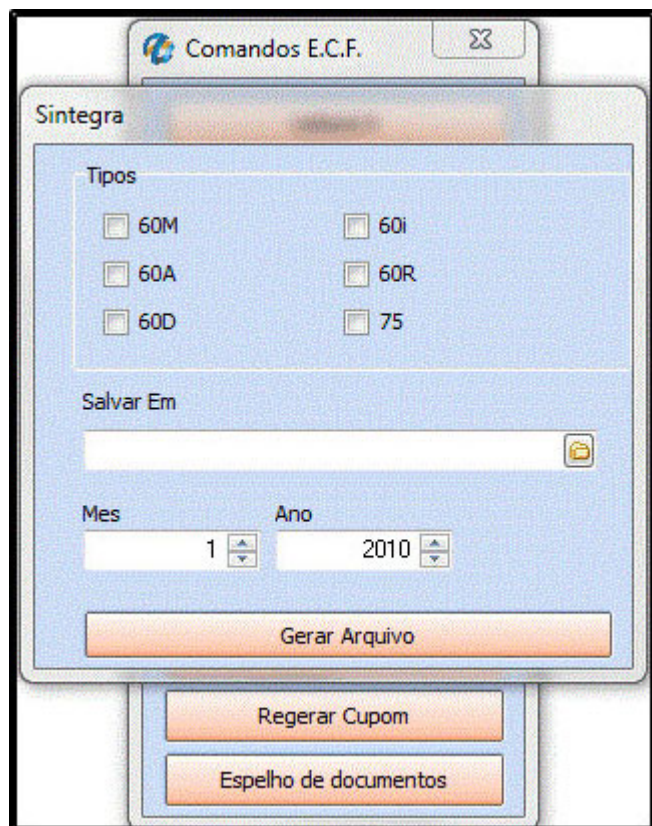 Comandos E.C.F.
Sintegra
Tipos
60M 60i
60A 60R
60D 75
Salvar Em
Mes Ano
1 2010
Gerar Arquivo
Regerar Cupom
Espelho de documentos